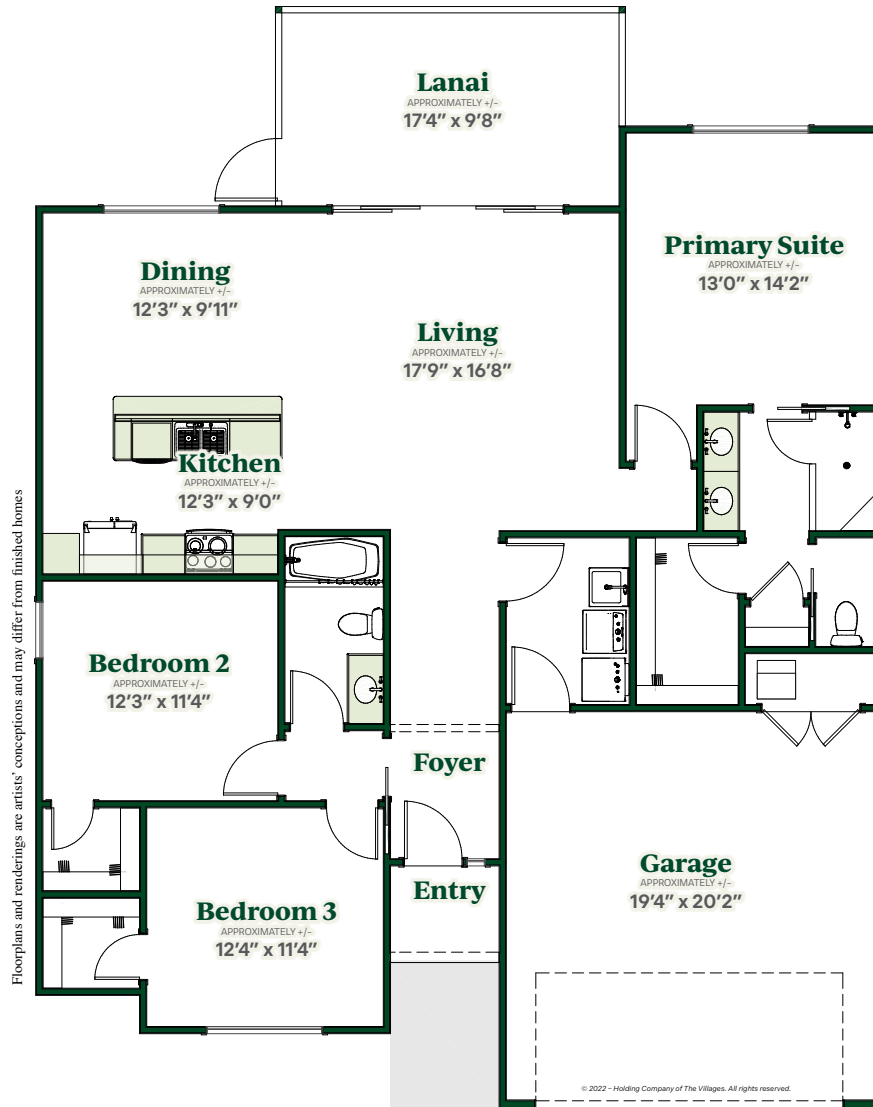 Lanai
APPROXIMATELY +/-
17'4" x 9'8"
Primary Suite
APPROXIMATELY +/-
13'0" x 14'2"
Dining
APPROXIMATELY +/-
12'3" x 9'11"
Living
APPROXIMATELY +/-
17'9" x 16'8"
Kitchen
APPROXIMATELY +/-
12'3" x 9'0"
Bedroom 2
APPROXIMATELY +/-
12'3" x 11'4"
Foyer
Entry
Garage
APPROXIMATELY +/-
19'4" x 20'2"
Bedroom 3
APPROXIMATELY +/-
12'4" x 11'4"
Floorplans and renderings are artists' conceptions and may differ from finished homes
© 2022 – Holding Company of The Villages. All rights reserved.